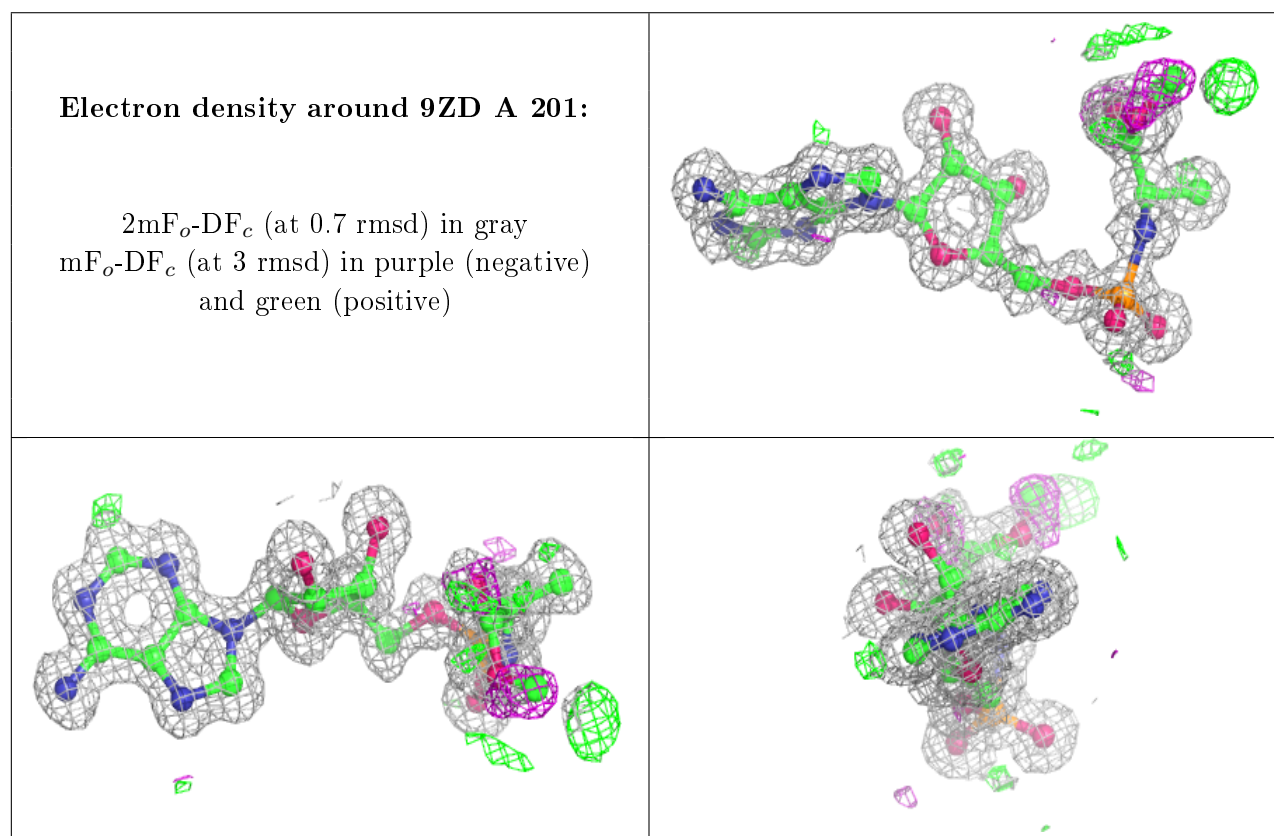 Electron density around 9ZD A 201:
2mFo-DFc (at 0.7 rmsd) in gray
mFo-DFc (at 3 rmsd) in purple (negative)
and green (positive)